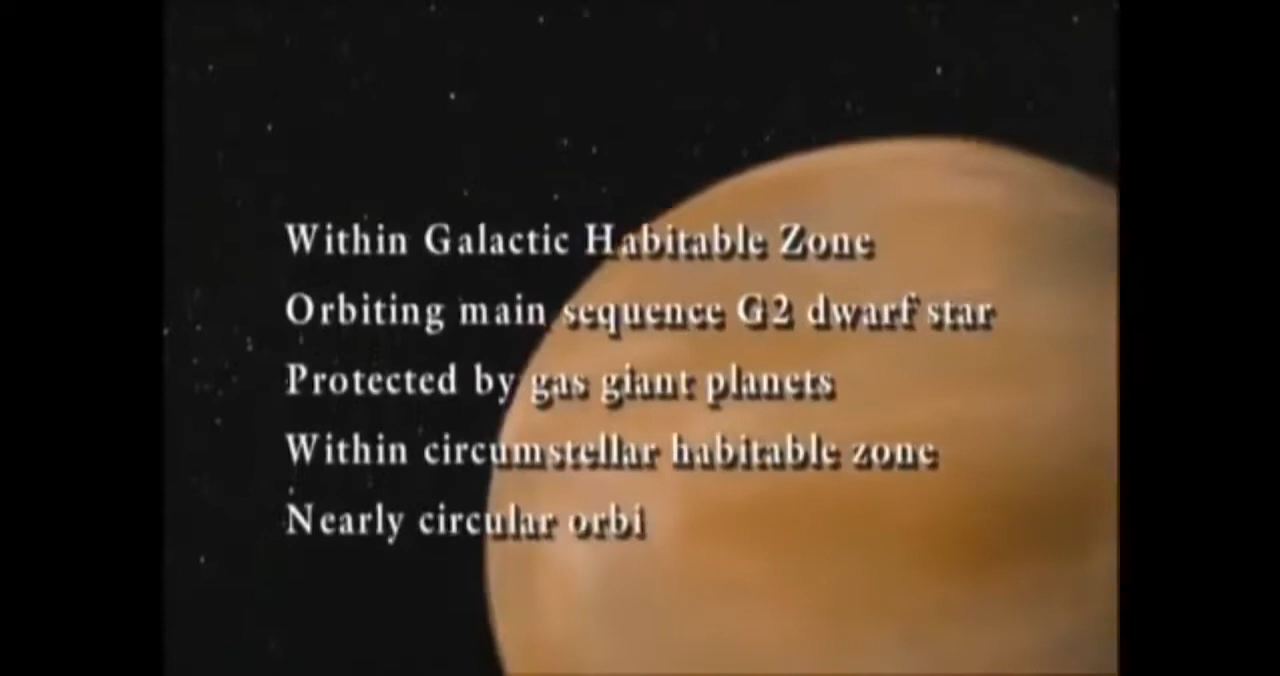 Within Galactic Habitable Zone
Orbiting main sequence G2 dwarf star
Protected by gas giant planets
Within circumstellar habitable zone
Nearly circular orbi